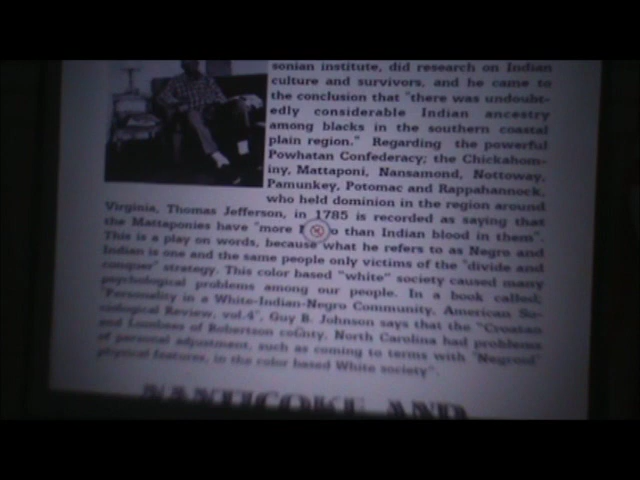 sonian institute, did research on Indian
culture and survivors, and he came to
the conclusion that "there was undoubt-
edly considerable Indian ancestry
among blacks in the southern coastal
plain region." Regarding the powerful
Powhatan Confederacy; the Chickahom-
iny, Mattaponi, Nansamond, Nottoway,
Pamunkey, Potomac and Rappahannock,
who held dominion in the region around
Virginia, Thomas Jefferson, in 1785 is recorded as saying that
the Mattaponies have "more than Indian blood in them".
This is a play on words, because what he refers to as Negro and
Indian is one and the same people only victims of the "divide and
conquer" strategy. This color based "white" society caused many
psychological problems among our people. In a book called;
"Personality in a White-Indian-Negro Community, American So-
ciological Review, vol.4", Guy B. Johnson says that the "Croatan
and Lumbees of Robertson county, North Carolina had problems
of personal adjustment, such as coming to terms with "Negroid"
physical features, in the color based White society".
NANTICOKE AND